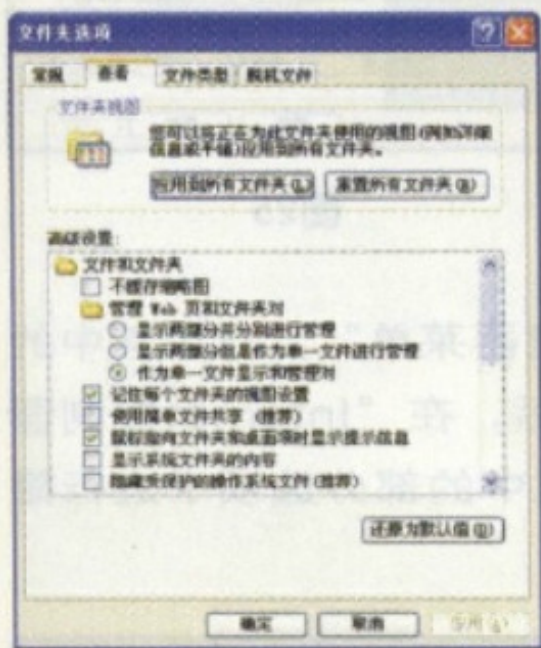 文件夹选项
常规 查看 文件类型 脱机文件
文件夹视图
您可以将正在为此文件夹使用的视图(例如详细
信息或平铺)应用到所有文件夹。
应用到所有文件夹(L) 重置所有文件夹(R)
高级设置:
文件和文件夹
不缓存缩略图
管理 Web 页和文件夹对
显示两部分并分别进行管理
显示两部分但是作为单一文件进行管理
作为单一文件显示和管理对
记住每个文件夹的视图设置
使用简单文件共享 (推荐)
鼠标指向文件夹和桌面项时显示提示信息
显示系统文件夹的内容
隐藏受保护的操作系统文件(推荐)
还原为默认值(D)
确定 取消 应用(A)